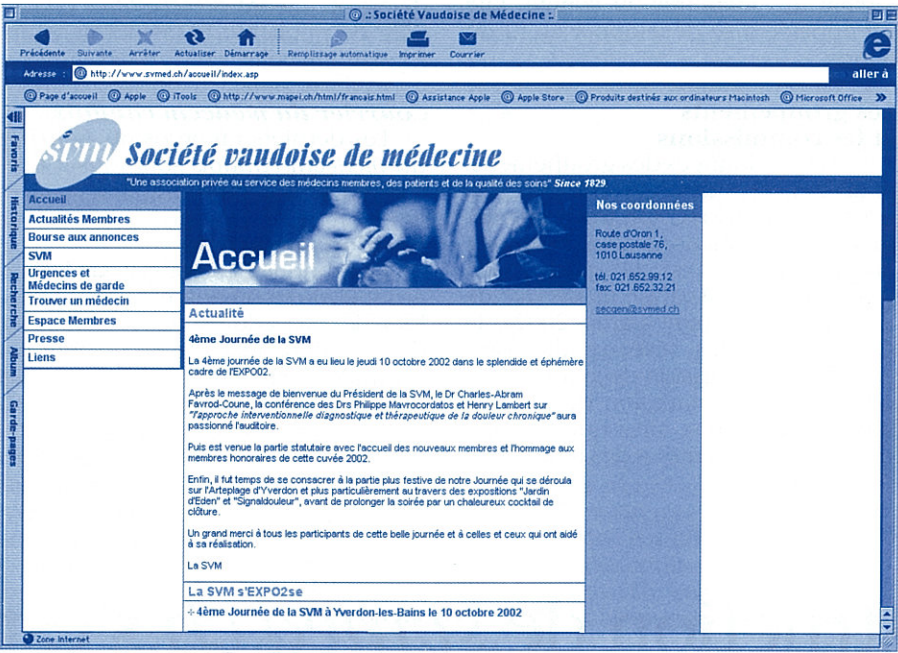 @ .: Société Vaudoise de Médecine :.
Précédente Suivante Arrêter Actualiser Démarrage Remplissage automatique Imprimer Courrier
Adresse : @ http://www.svmed.ch/accueil/index.asp aller à
@ Page d'accueil @ Apple @ iTools @ http://www.mapei.ch/html/francais.html @ Assistance Apple @ Apple Store @ Produits destinés aux ordinateurs Macintosh @ Microsoft Office »
Favoris
Historique
Recherche
Album
Garde-pages
svm Société vaudoise de médecine
"Une association privée au service des médecins membres, des patients et de la qualité des soins" Since 1829
Accueil
Actualités Membres
Bourse aux annonces
SVM
Urgences et
Médecins de garde
Trouver un médecin
Espace Membres
Presse
Liens
Accueil
Actualité
4ème Journée de la SVM
La 4ème journée de la SVM a eu lieu le jeudi 10 octobre 2002 dans le splendide et éphémère
cadre de l'EXPO02.
Après le message de bienvenue du Président de la SVM, le Dr Charles-Abram
Favrod-Coune, la conférence des Drs Philippe Mavrocordatos et Henry Lambert sur
"l'approche interventionnelle diagnostique et thérapeutique de la douleur chronique" aura
passionné l'auditoire.
Puis est venue la partie statutaire avec l'accueil des nouveaux membres et l'hommage aux
membres honoraires de cette cuvée 2002.
Enfin, il fut temps de se consacrer à la partie plus festive de notre Journée qui se déroula
sur l'Arteplage d'Yverdon et plus particulièrement au travers des expositions "Jardin
d'Eden" et "Signaldouleur", avant de prolonger la soirée par un chaleureux cocktail de
clôture.
Un grand merci à tous les participants de cette belle journée et à celles et ceux qui ont aidé
à sa réalisation.
La SVM
La SVM s'EXPO2se
4ème Journée de la SVM à Yverdon-les-Bains le 10 octobre 2002
Nos coordonnées
Route d'Oron 1,
case postale 76,
1010 Lausanne
tél. 021.652.99.12
fax: 021.652.32.21
secgen@svmed.ch
Zone Internet